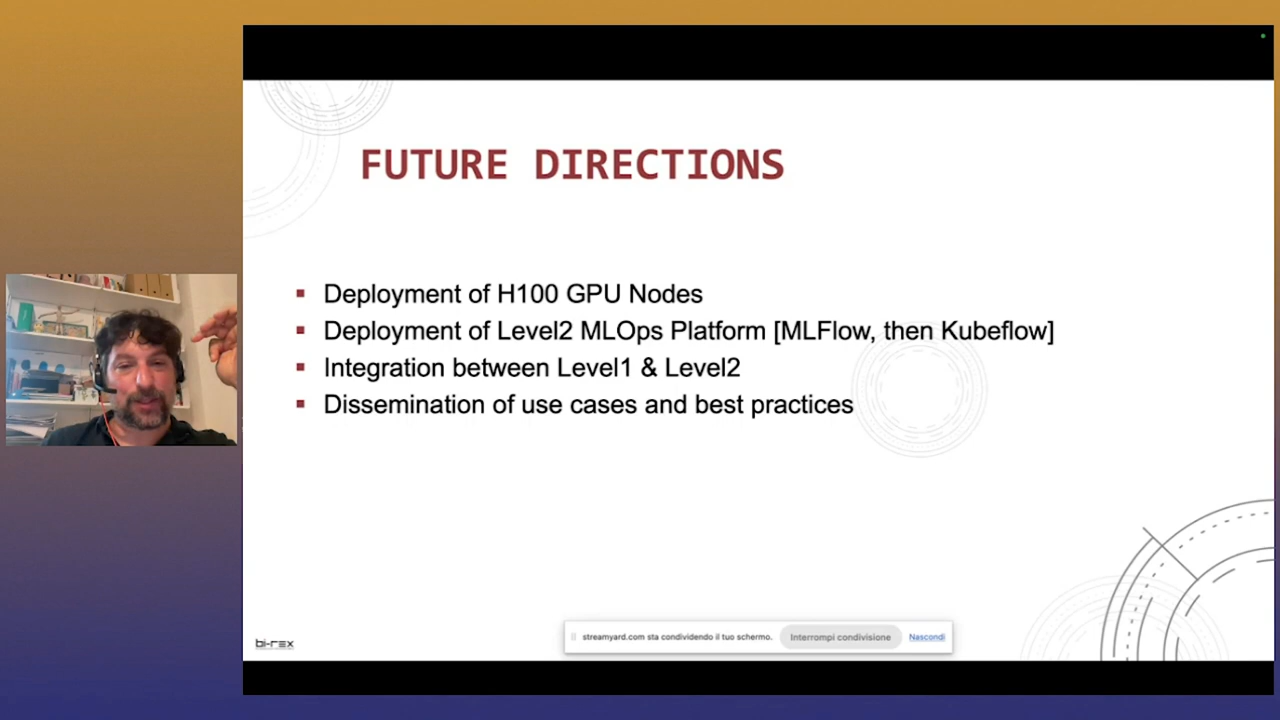 FUTURE DIRECTIONS
Deployment of H100 GPU Nodes
Deployment of Level2 MLOps Platform [MLFlow, then Kubeflow]
Integration between Level1 & Level2
Dissemination of use cases and best practices
bi-rex
streamyard.com sta condividendo il tuo schermo. Interrompi condivisione Nascondi